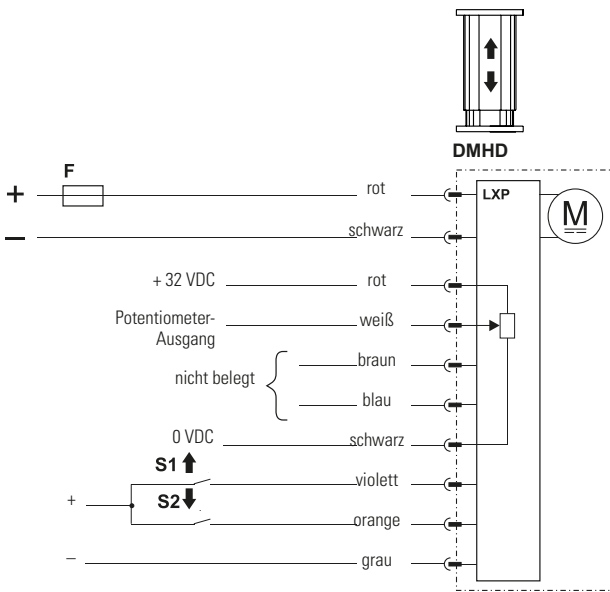 DMHD
F
+
rot
LXP
M
–
schwarz
+ 32 VDC
rot
Potentiometer-
Ausgang
weiß
braun
nicht belegt
blau
0 VDC
schwarz
S1
violett
+
S2
orange
–
grau